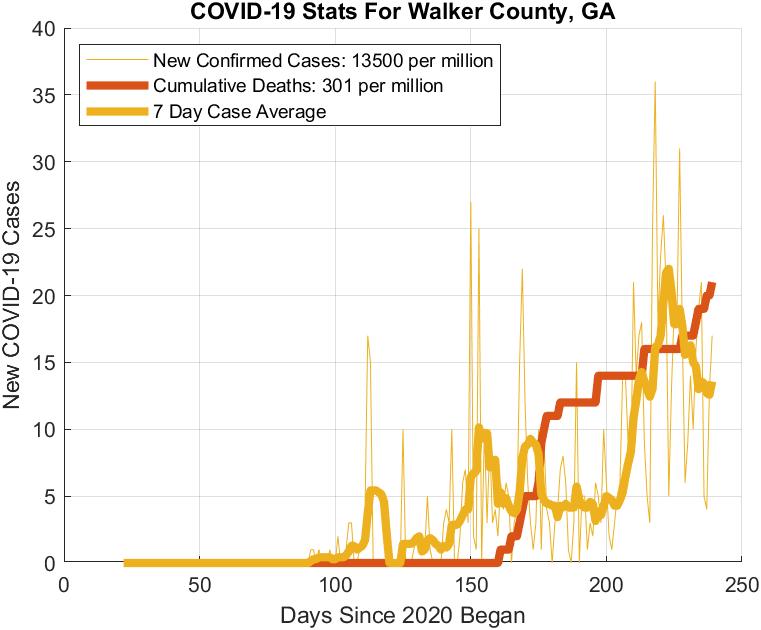 COVID-19 Stats For Walker County, GA
New Confirmed Cases: 13500 per million
Cumulative Deaths: 301 per million
7 Day Case Average
New COVID-19 Cases
40
35
30
25
20
15
10
5
0
0 50 100 150 200 250
Days Since 2020 Began